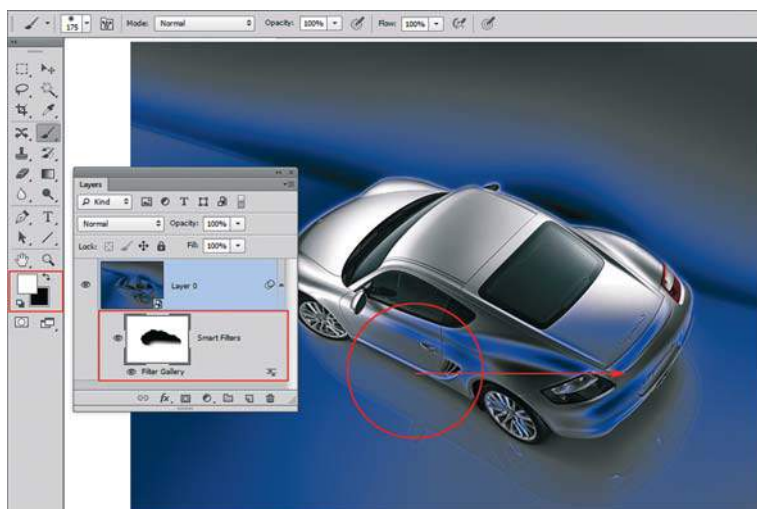 175 Mode: Normal Opacity: 100% Flow: 100%
Layers
Kind
Normal Opacity: 100%
Lock: Fill: 100%
Layer 0
Smart Filters
Filter Gallery
fx